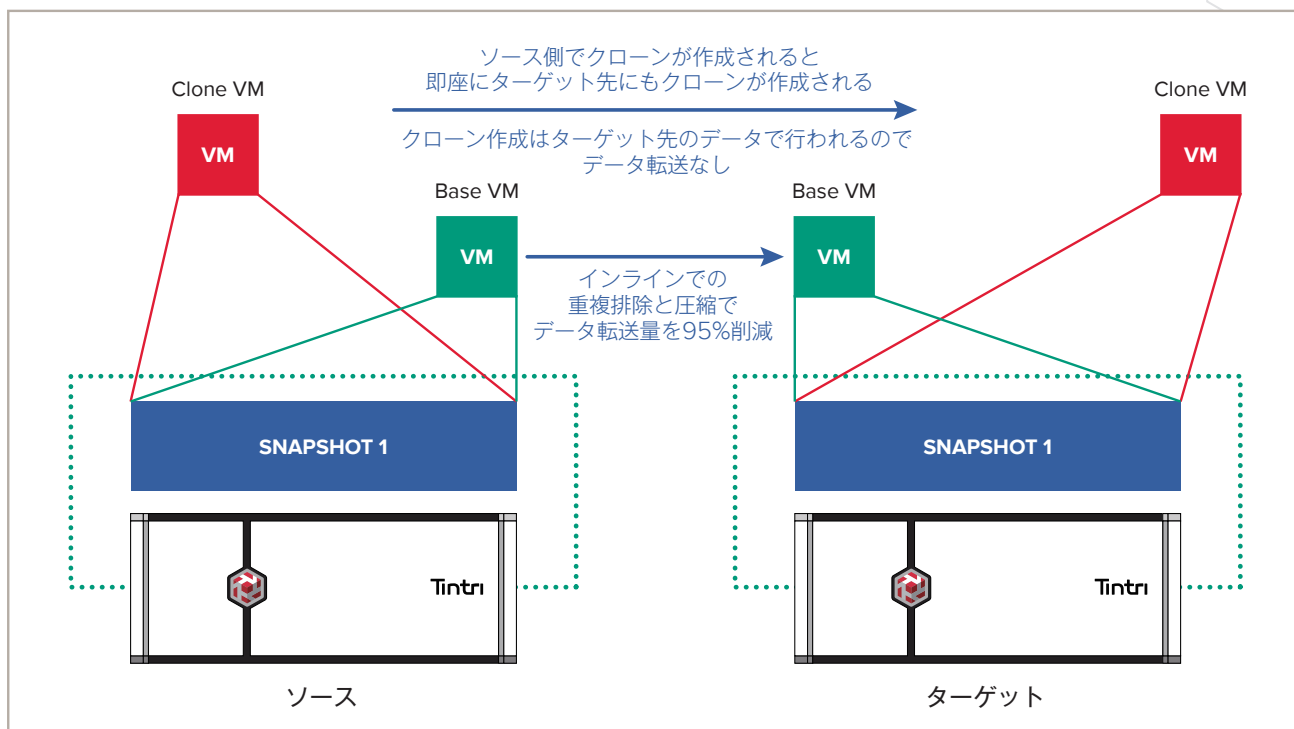 ソース側でクローンが作成されると
即座にターゲット先にもクローンが作成される
Clone VM
Clone VM
VM
VM
クローン作成はターゲット先のデータで行われるので
データ転送なし
Base VM
Base VM
VM
VM
インラインでの
重複排除と圧縮で
データ転送量を95%削減
SNAPSHOT 1
SNAPSHOT 1
Tintri
Tintri
ソース
ターゲット